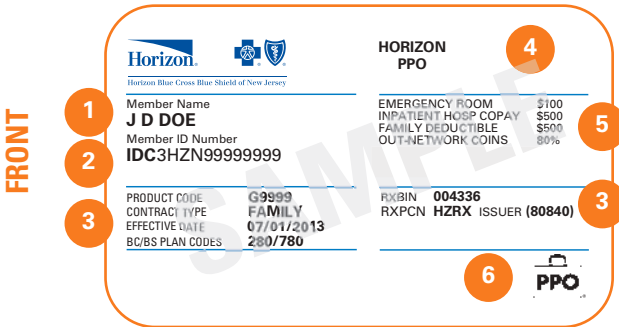 FRONT
Horizon
Horizon Blue Cross Blue Shield of New Jersey
HORIZON
PPO
4
1
Member Name
J D DOE
Member ID Number
2
IDC3HZN99999999
EMERGENCY ROOM $100
INPATIENT HOSP COPAY $500
FAMILY DEDUCTIBLE $500
OUT-NETWORK COINS 80%
5
SAMPLE
3
PRODUCT CODE G9999
CONTRACT TYPE FAMILY
EFFECTIVE DATE 07/01/2013
BC/BS PLAN CODES 280/780
RXBIN 004336
RXPCN HZRX ISSUER (80840)
3
6
PPO